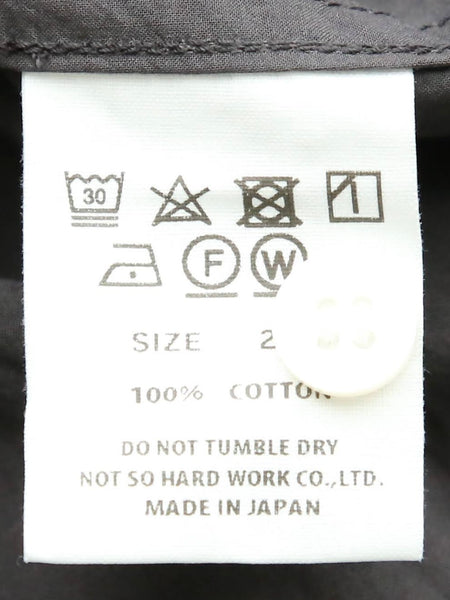 30
F W
SIZE 2
100% COTTON
DO NOT TUMBLE DRY
NOT SO HARD WORK CO.,LTD.
MADE IN JAPAN